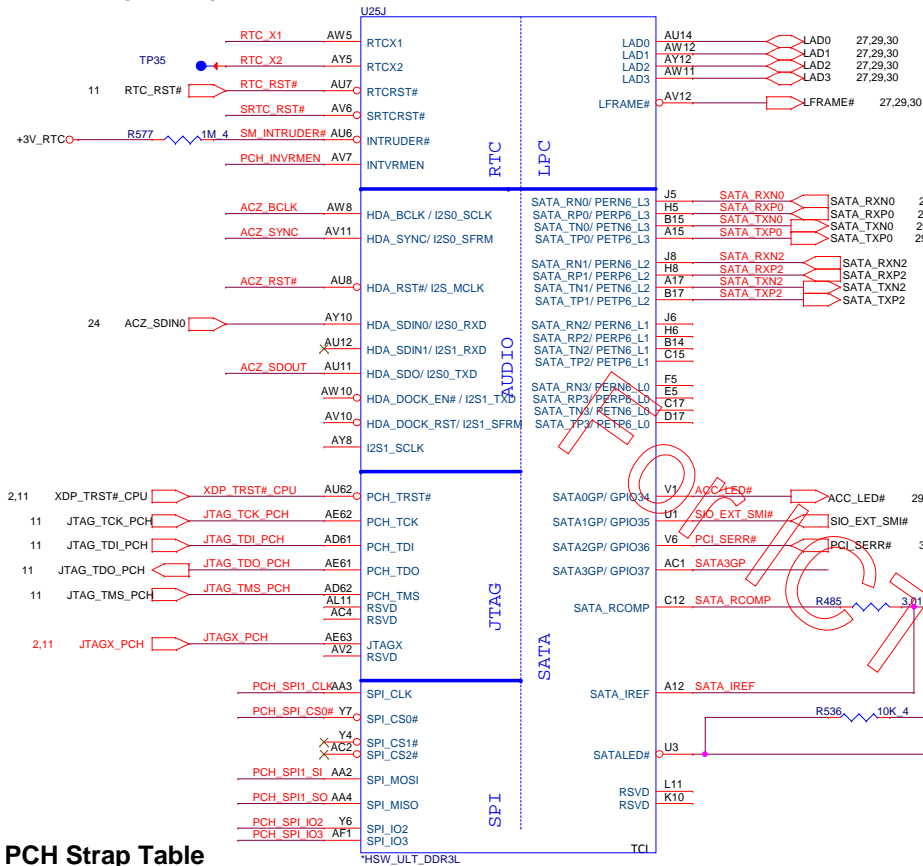 U25J
RTC_X1 AW5 RTCX1
TP35 RTC_X2 AY5 RTCX2
11 RTC_RST# RTC_RST# AU7 RTCRST#
SRTC_RST# AV6 SRTCRST#
+3V_RTC R577 1M_4 SM_INTRUDER# AU6 INTRUDER#
PCH_INVRMEN AV7 INTVRMEN
RTC
LPC
LAD0 AU14 LAD0 27,29,30
LAD1 AW12 LAD1 27,29,30
LAD2 AY12 LAD2 27,29,30
LAD3 AW11 LAD3 27,29,30
LFRAME# AV12 LFRAME# 27,29,30
ACZ_BCLK AW8 HDA_BCLK / I2S0_SCLK
ACZ_SYNC AV11 HDA_SYNC/ I2S0_SFRM
ACZ_RST# AU8 HDA_RST#/ I2S_MCLK
24 ACZ_SDIN0 AY10 HDA_SDIN0/ I2S0_RXD
AU12 HDA_SDIN1/ I2S1_RXD
ACZ_SDOUT AU11 HDA_SDO/ I2S0_TXD
AW10 HDA_DOCK_EN# / I2S1_TXD
AV10 HDA_DOCK_RST/ I2S1_SFRM
AY8 I2S1_SCLK
AUDIO
SATA_RN0/ PERN6_L3 J5 SATA_RXN0 SATA_RXN0 2
SATA_RP0/ PERP6_L3 H5 SATA_RXP0 SATA_RXP0 2
SATA_TN0/ PETN6_L3 B15 SATA_TXN0 SATA_TXN0 2
SATA_TP0/ PETP6_L3 A15 SATA_TXP0 SATA_TXP0 29
SATA_RN1/ PERN6_L2 J8 SATA_RXN2 SATA_RXN2
SATA_RP1/ PERP6_L2 H8 SATA_RXP2 SATA_RXP2
SATA_TN1/ PETN6_L2 A17 SATA_TXN2 SATA_TXN2
SATA_TP1/ PETP6_L2 B17 SATA_TXP2 SATA_TXP2
SATA_RN2/ PERN6_L1 J6
SATA_RP2/ PERP6_L1 H6
SATA_TN2/ PETN6_L1 B14
SATA_TP2/ PETP6_L1 C15
SATA_RN3/ PERN6_L0 F5
SATA_RP3/ PERP6_L0 E5
SATA_TN3/ PETN6_L0 C17
SATA_TP3/ PETP6_L0 D17
2,11 XDP_TRST#_CPU XDP_TRST#_CPU AU62 PCH_TRST#
11 JTAG_TCK_PCH JTAG_TCK_PCH AE62 PCH_TCK
11 JTAG_TDI_PCH JTAG_TDI_PCH AD61 PCH_TDI
11 JTAG_TDO_PCH JTAG_TDO_PCH AE61 PCH_TDO
11 JTAG_TMS_PCH JTAG_TMS_PCH AD62 PCH_TMS
AL11 RSVD
AC4 RSVD
2,11 JTAGX_PCH JTAGX_PCH AE63 JTAGX
AV2 RSVD
JTAG
SATA
SATA0GP/ GPIO34 V1 ACC_LED# ACC_LED# 29
SATA1GP/ GPIO35 U1 SIO_EXT_SMI# SIO_EXT_SMI#
SATA2GP/ GPIO36 V6 PCI_SERR# PCI_SERR# 3
SATA3GP/ GPIO37 AC1 SATA3GP
SATA_RCOMP C12 SATA_RCOMP R485 3.01
SATA_IREF A12 SATA_IREF
R536 10K_4
SATALED# U3
RSVD L11
RSVD K10
PCH_SPI1_CLK AA3 SPI_CLK
PCH_SPI_CS0# Y7 SPI_CS0#
Y4 SPI_CS1#
AC2 SPI_CS2#
PCH_SPI1_SI AA2 SPI_MOSI
PCH_SPI1_SO AA4 SPI_MISO
PCH_SPI_IO2 Y6 SPI_IO2
PCH_SPI_IO3 AF1 SPI_IO3
SPI
TCI
*HSW_ULT_DDR3L
PCH Strap Table